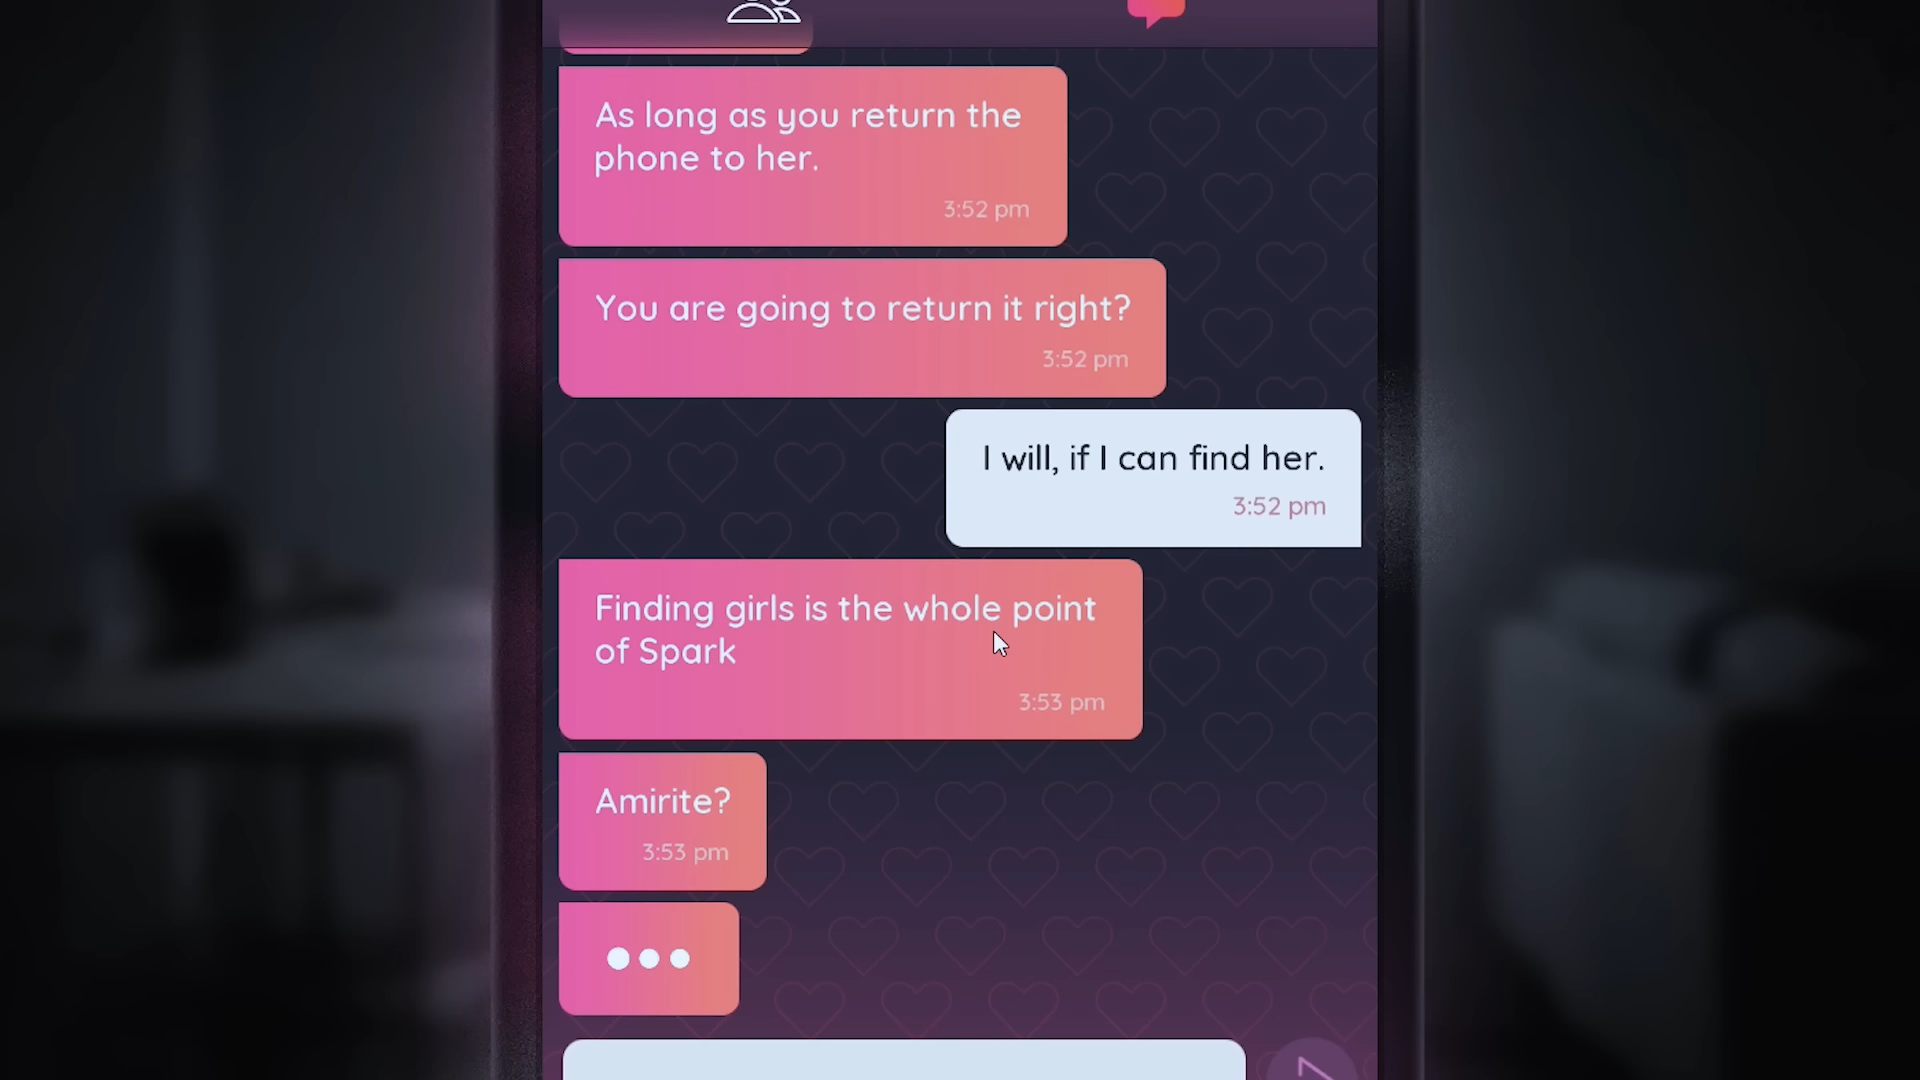 As long as you return the
phone to her.
3:52 pm
You are going to return it right?
3:52 pm
I will, if I can find her.
3:52 pm
Finding girls is the whole point
of Spark
3:53 pm
Amirite?
3:53 pm